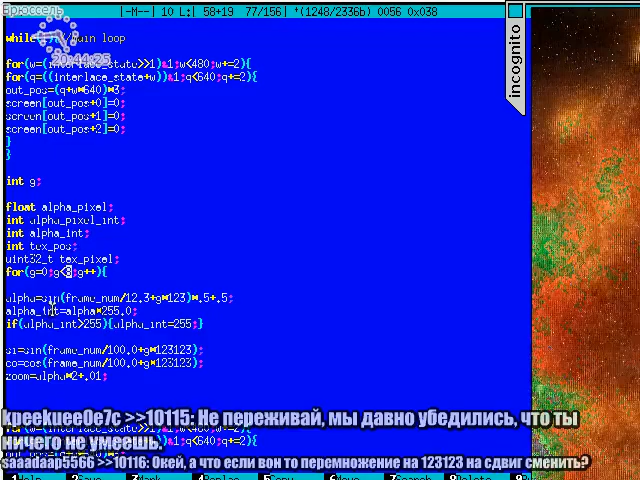 Брюссель
[-M--] 10 L:[ 58+19 77/156] *(1248/2336b) 0056 0x038
20:44:25
while(1)//main loop
for(w=(interlace_state>>1)&1;w<480;w+=2){
for(q=((interlace_state+w))&1;q<640;q+=2){
out_pos=(q+w*640)*3;
screen[out_pos+0]=0;
screen[out_pos+1]=0;
screen[out_pos+2]=0;
}
}
int g;
float alpha_pixel;
int alpha_pixel_int;
int alpha_int;
int tex_pos;
uint32_t tex_pixel;
for(g=0;g<8;g++){
alpha=sin(frame_num/12.3+g*123)*.5+.5;
alpha_int=alpha*255.0;
if(alpha_int>255){alpha_int=255;}
si=sin(frame_num/100.0+g*123123);
co=cos(frame_num/100.0+g*123123);
zoom=alpha*2+.01;
incognito
kpeekuee0e7c >>10115: Не переживай, мы давно убедились, что ты
ничего не умеешь.
saaadaap5566 >>10116: Окей, а что если вон то перемножение на 123123 на сдвиг сменить?